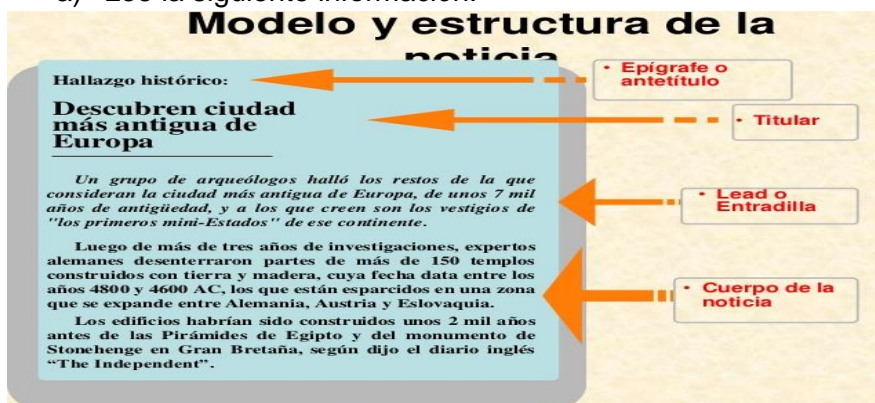 a) Lee la siguiente información:
Modelo y estructura de la
noticia
Hallazgo histórico:
Descubren ciudad
más antigua de
Europa
Un grupo de arqueólogos halló los restos de la que
consideran la ciudad más antigua de Europa, de unos 7 mil
años de antigüedad, y a los que creen son los vestigios de
"los primeros mini-Estados" de ese continente.
Luego de más de tres años de investigaciones, expertos
alemanes desenterraron partes de más de 150 templos
construidos con tierra y madera, cuya fecha data entre los
años 4800 y 4600 AC, los que están esparcidos en una zona
que se expande entre Alemania, Austria y Eslovaquia.
Los edificios habrían sido construidos unos 2 mil años
antes de las Pirámides de Egipto y del monumento de
Stonehenge en Gran Bretaña, según dijo el diario inglés
“The Independent”.
• Epígrafe o
antetítulo
• Titular
• Lead o
Entradilla
• Cuerpo de la
noticia